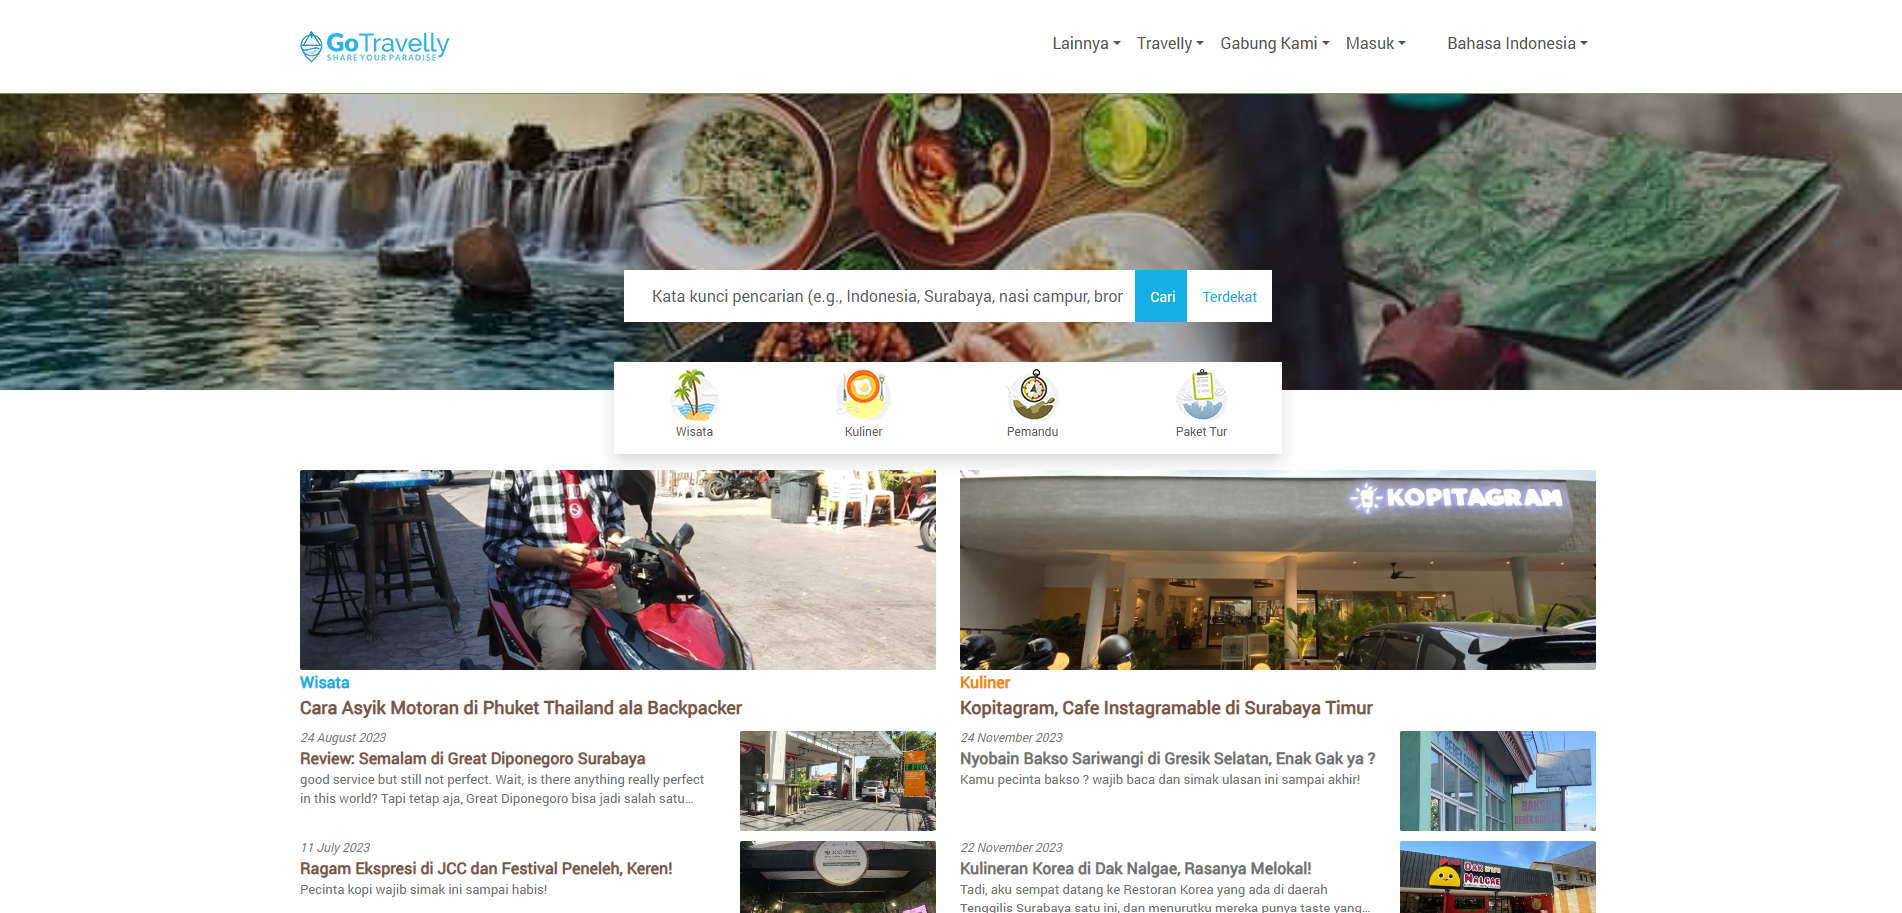 GoTravelly
SHARE YOUR PARADISE
Lainnya
Travelly
Gabung Kami
Masuk
Bahasa Indonesia
Kata kunci pencarian (e.g., Indonesia, Surabaya, nasi campur, bror
Cari
Terdekat
Wisata
Kuliner
Pemandu
Paket Tur
KOPITAGRAM
Wisata
Cara Asyik Motoran di Phuket Thailand ala Backpacker
24 August 2023
Review: Semalam di Great Diponegoro Surabaya
good service but still not perfect. Wait, is there anything really perfect
in this world? Tapi tetap aja, Great Diponegoro bisa jadi salah satu...
11 July 2023
Ragam Ekspresi di JCC dan Festival Peneleh, Keren!
Pecinta kopi wajib simak ini sampai habis!
Kuliner
Kopitagram, Cafe Instagramable di Surabaya Timur
24 November 2023
Nyobain Bakso Sariwangi di Gresik Selatan, Enak Gak ya ?
Kamu pecinta bakso ? wajib baca dan simak ulasan ini sampai akhir!
BAKSO
22 November 2023
Kulineran Korea di Dak Nalgae, Rasanya Melokal!
Tadi, aku sempat datang ke Restoran Korea yang ada di daerah
Tenggilis Surabaya satu ini, dan menurutku mereka punya taste yang...
DAK
NALGAE